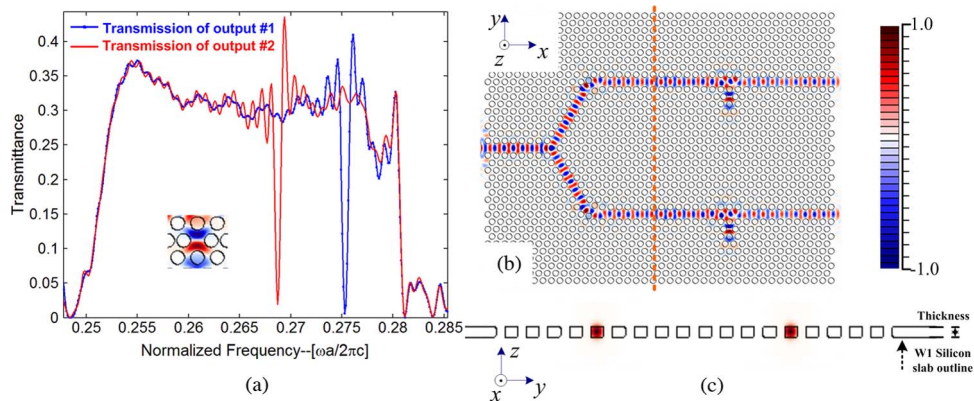 Transmission of output #1
Transmission of output #2
0.4
0.35
0.3
0.25
0.2
0.15
0.1
0.05
0
Transmittance
0.25
0.255
0.26
0.265
0.27
0.275
0.28
0.285
Normalized Frequency--[ωa/2πc]
(a)
y
z
x
(b)
1.0
-1.0
Thickness
W1 Silicon
slab outline
z
x
y
(c)